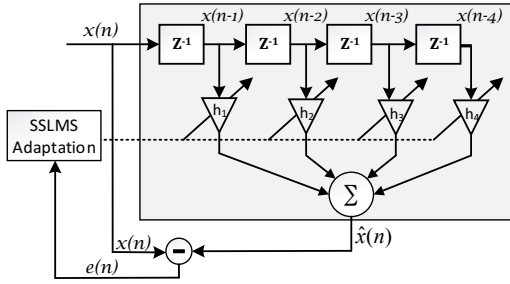 x(n) x(n-1) x(n-2) x(n-3) x(n-4)
Z⁻¹ Z⁻¹ Z⁻¹ Z⁻¹
h₁ h₂ h₃ h₄
SSLMS
Adaptation
Σ
x(n) − x̂(n)
e(n)